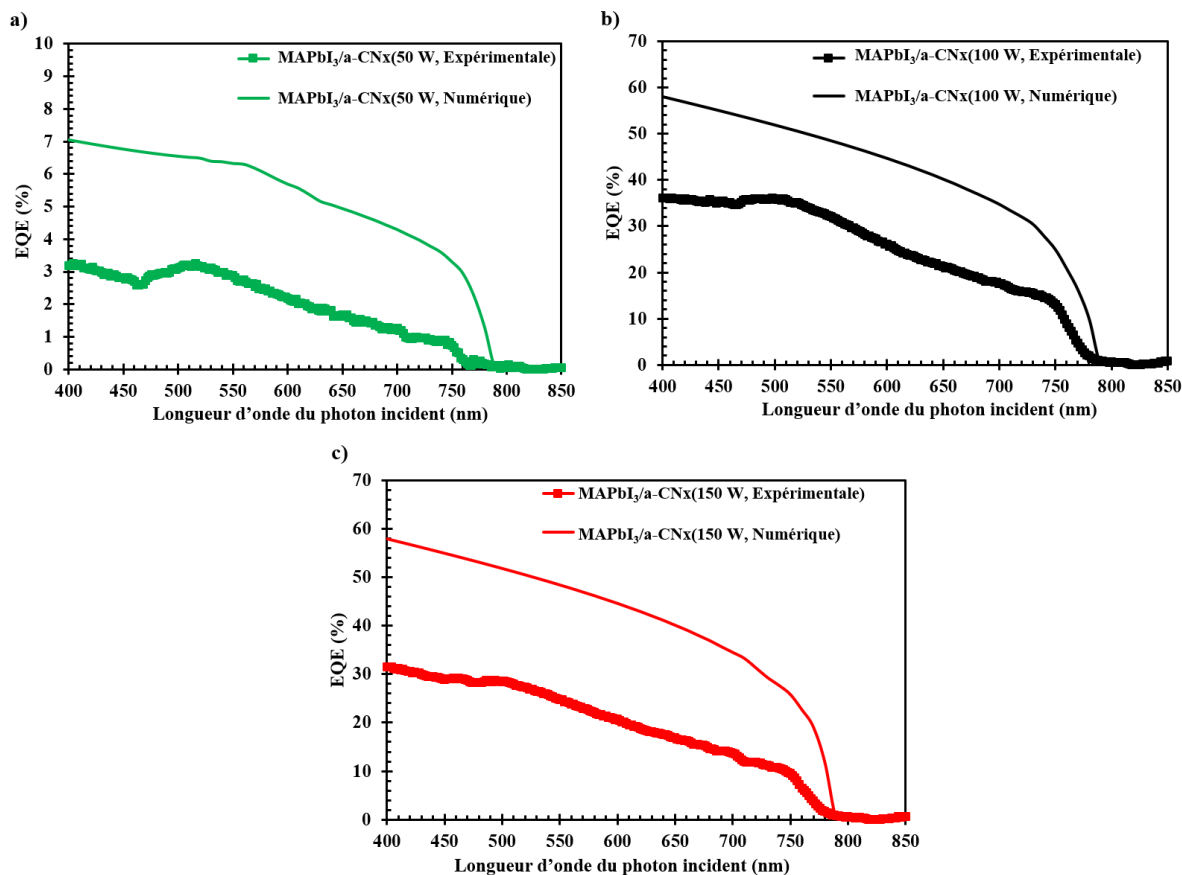 a)
10
9
8
7
6
5
4
3
2
1
0
EQE (%)
MAPbI₃/a-CNx(50 W, Expérimentale)
MAPbI₃/a-CNx(50 W, Numérique)
400 450 500 550 600 650 700 750 800 850
Longueur d’onde du photon incident (nm)
b)
70
60
50
40
30
20
10
0
EQE (%)
MAPbI₃/a-CNx(100 W, Expérimentale)
MAPbI₃/a-CNx(100 W, Numérique)
400 450 500 550 600 650 700 750 800 850
Longueur d’onde du photon incident (nm)
c)
70
60
50
40
30
20
10
0
EQE (%)
MAPbI₃/a-CNx(150 W, Expérimentale)
MAPbI₃/a-CNx(150 W, Numérique)
400 450 500 550 600 650 700 750 800 850
Longueur d’onde du photon incident (nm)